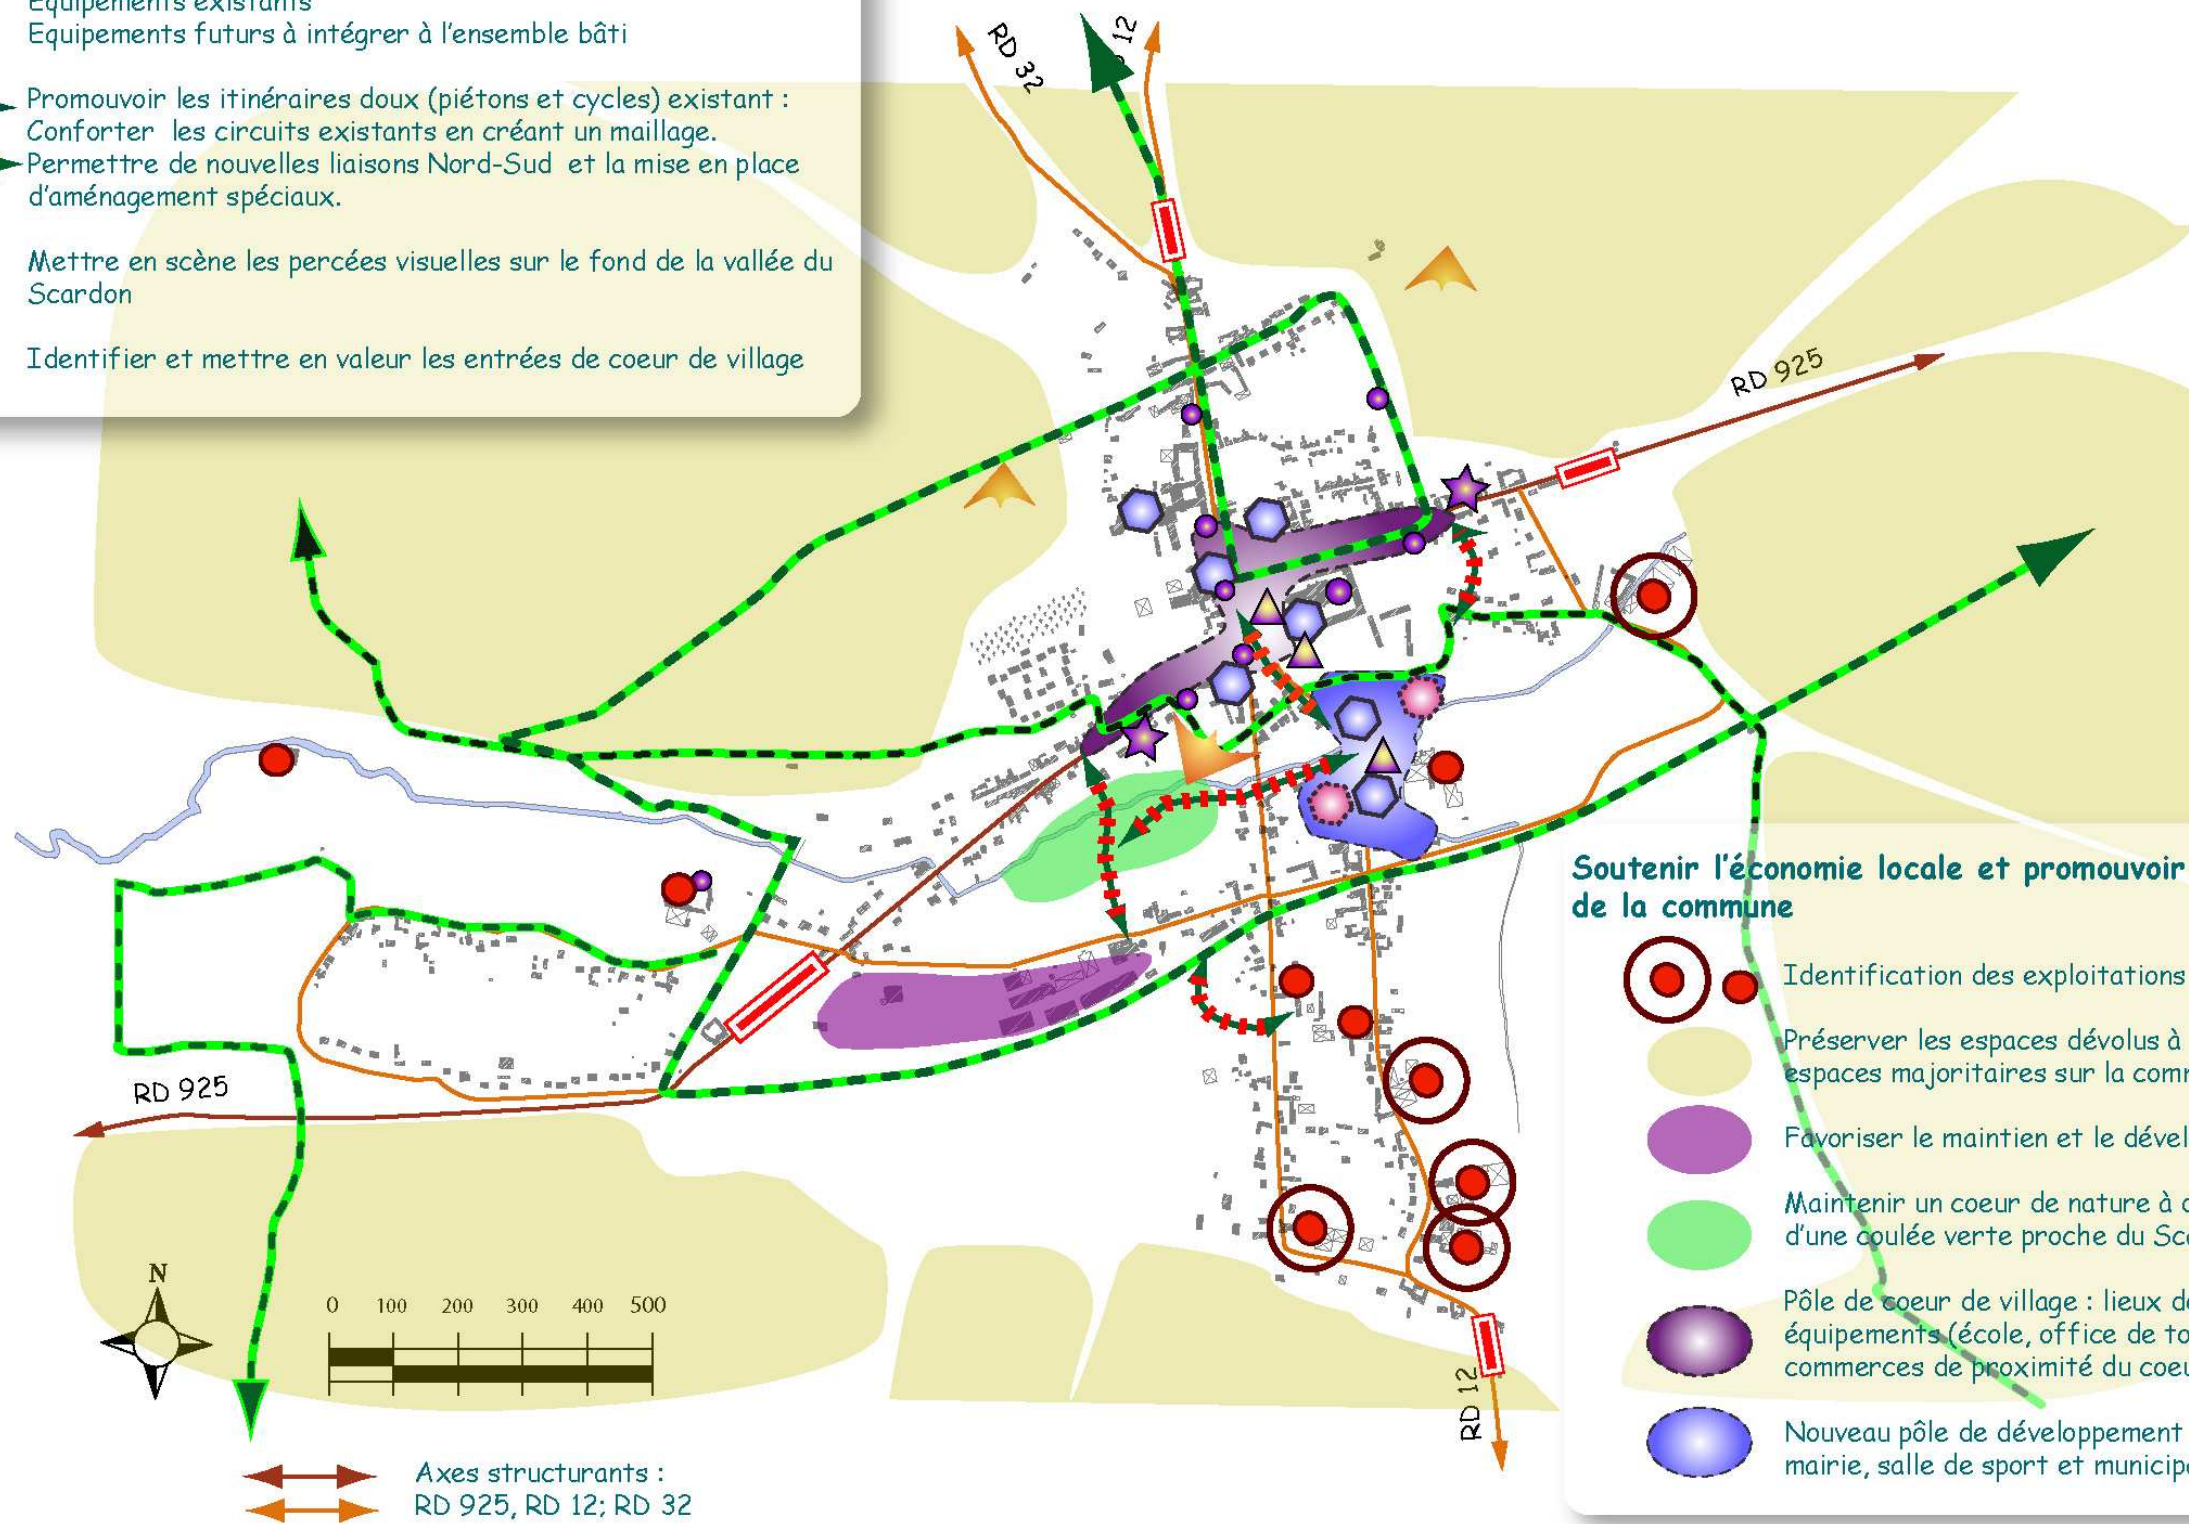 Equipements existants
Equipements futurs à intégrer à l'ensemble bâti
Promouvoir les itinéraires doux (piétons et cycles) existant :
Conforter les circuits existants en créant un maillage.
Permettre de nouvelles liaisons Nord-Sud et la mise en place
d'aménagement spéciaux.
Mettre en scène les percées visuelles sur le fond de la vallée du
Scardon
Identifier et mettre en valeur les entrées de coeur de village
RD 32
12
RD 925
RD 925
Soutenir l'économie locale et promouvoir
de la commune
Identification des exploitations
Préserver les espaces dévolus à
espaces majoritaires sur la com
Favoriser le maintien et le dével
Maintenir un coeur de nature à
d'une coulée verte proche du Sc
Pôle de coeur de village : lieux d
équipements (école, office de to
commerces de proximité du coeu
Nouveau pôle de développement
mairie, salle de sport et municip
N
0 100 200 300 400 500
RD 12
Axes structurants :
RD 925, RD 12; RD 32